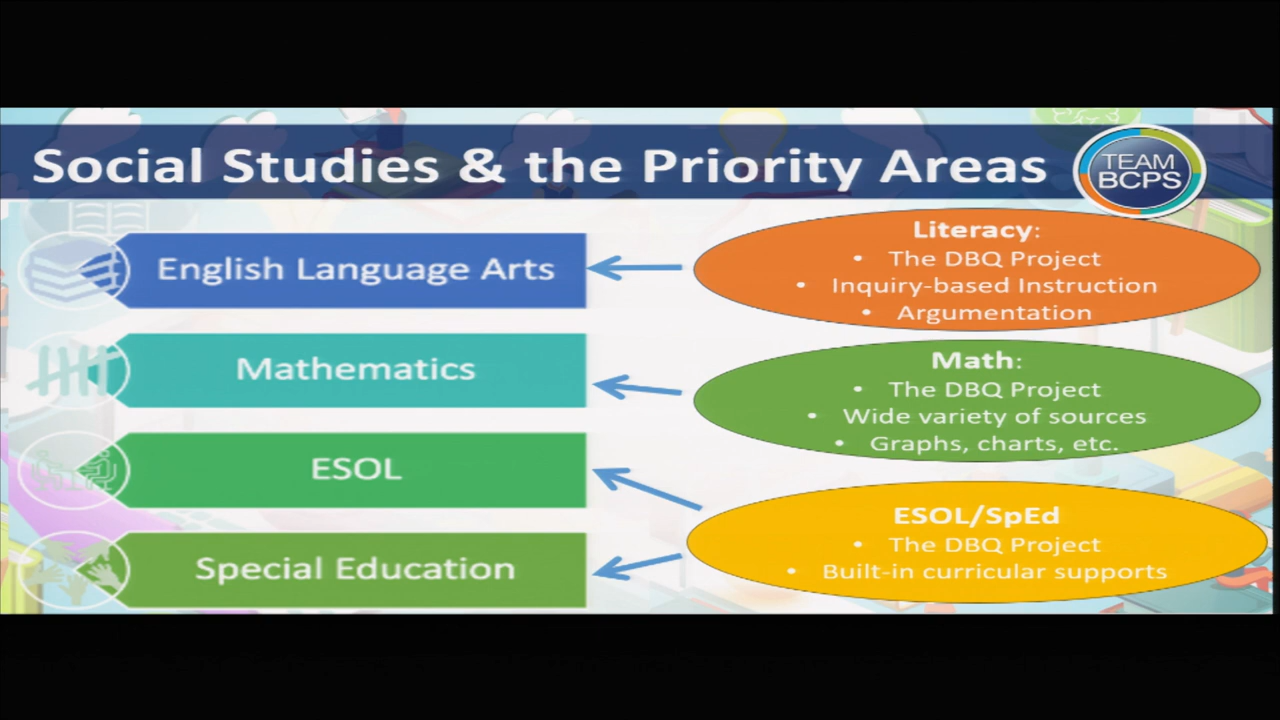 Social Studies & the Priority Areas
TEAM
BCPS
English Language Arts
Mathematics
ESOL
Special Education
Literacy:
• The DBQ Project
• Inquiry-based Instruction
• Argumentation
Math:
• The DBQ Project
• Wide variety of sources
• Graphs, charts, etc.
ESOL/SpEd
• The DBQ Project
• Built-in curricular supports